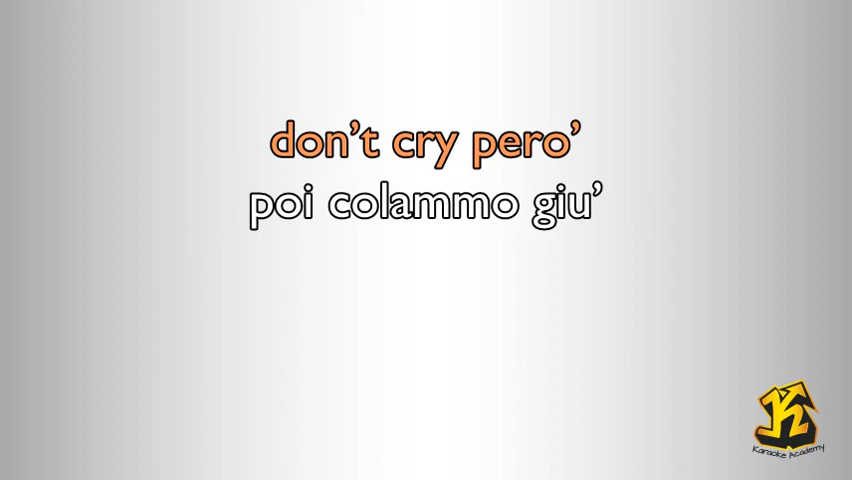 don’t cry pero’
poi colammo giu’
K
Karaoke Academy